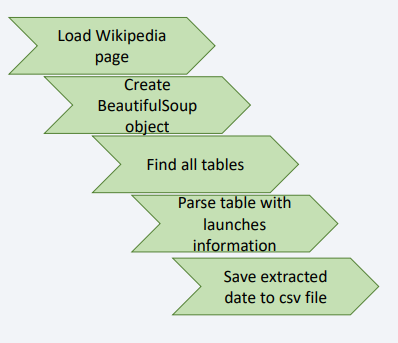 Load Wikipedia
page
Create
BeautifulSoup
object
Find all tables
Parse table with
launches
information
Save extracted
date to csv file